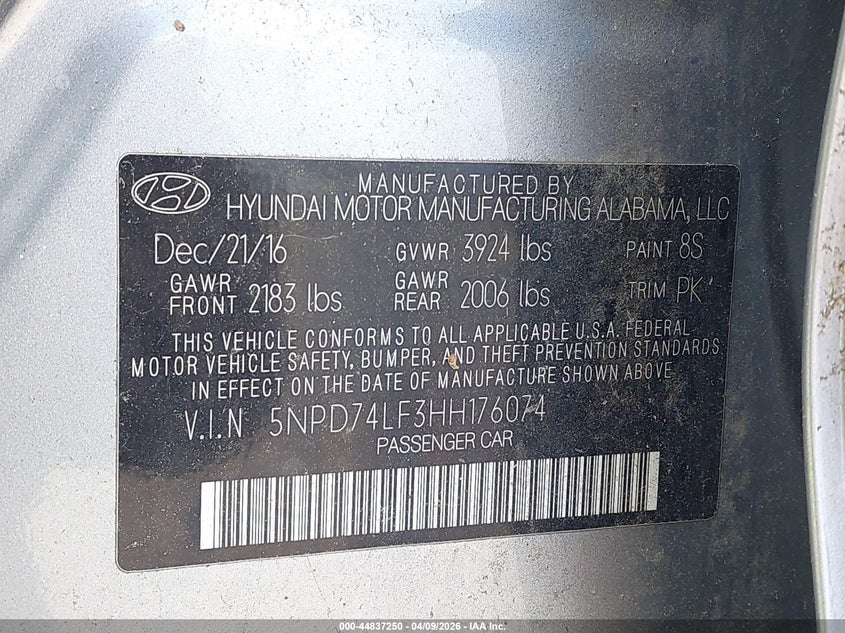 MANUFACTURED BY
HYUNDAI MOTOR MANUFACTURING ALABAMA, LLC
Dec/21/16 GVWR 3924 lbs PAINT 8S
GAWR FRONT 2183 lbs GAWR REAR 2006 lbs TRIM PK
THIS VEHICLE CONFORMS TO ALL APPLICABLE U.S.A. FEDERAL
MOTOR VEHICLE SAFETY, BUMPER, AND THEFT PREVENTION STANDARDS
IN EFFECT ON THE DATE OF MANUFACTURE SHOWN ABOVE
V.I.N 5NPD74LF3HH176074
PASSENGER CAR
000-44837250 - 04/09/2026 - IAA Inc.